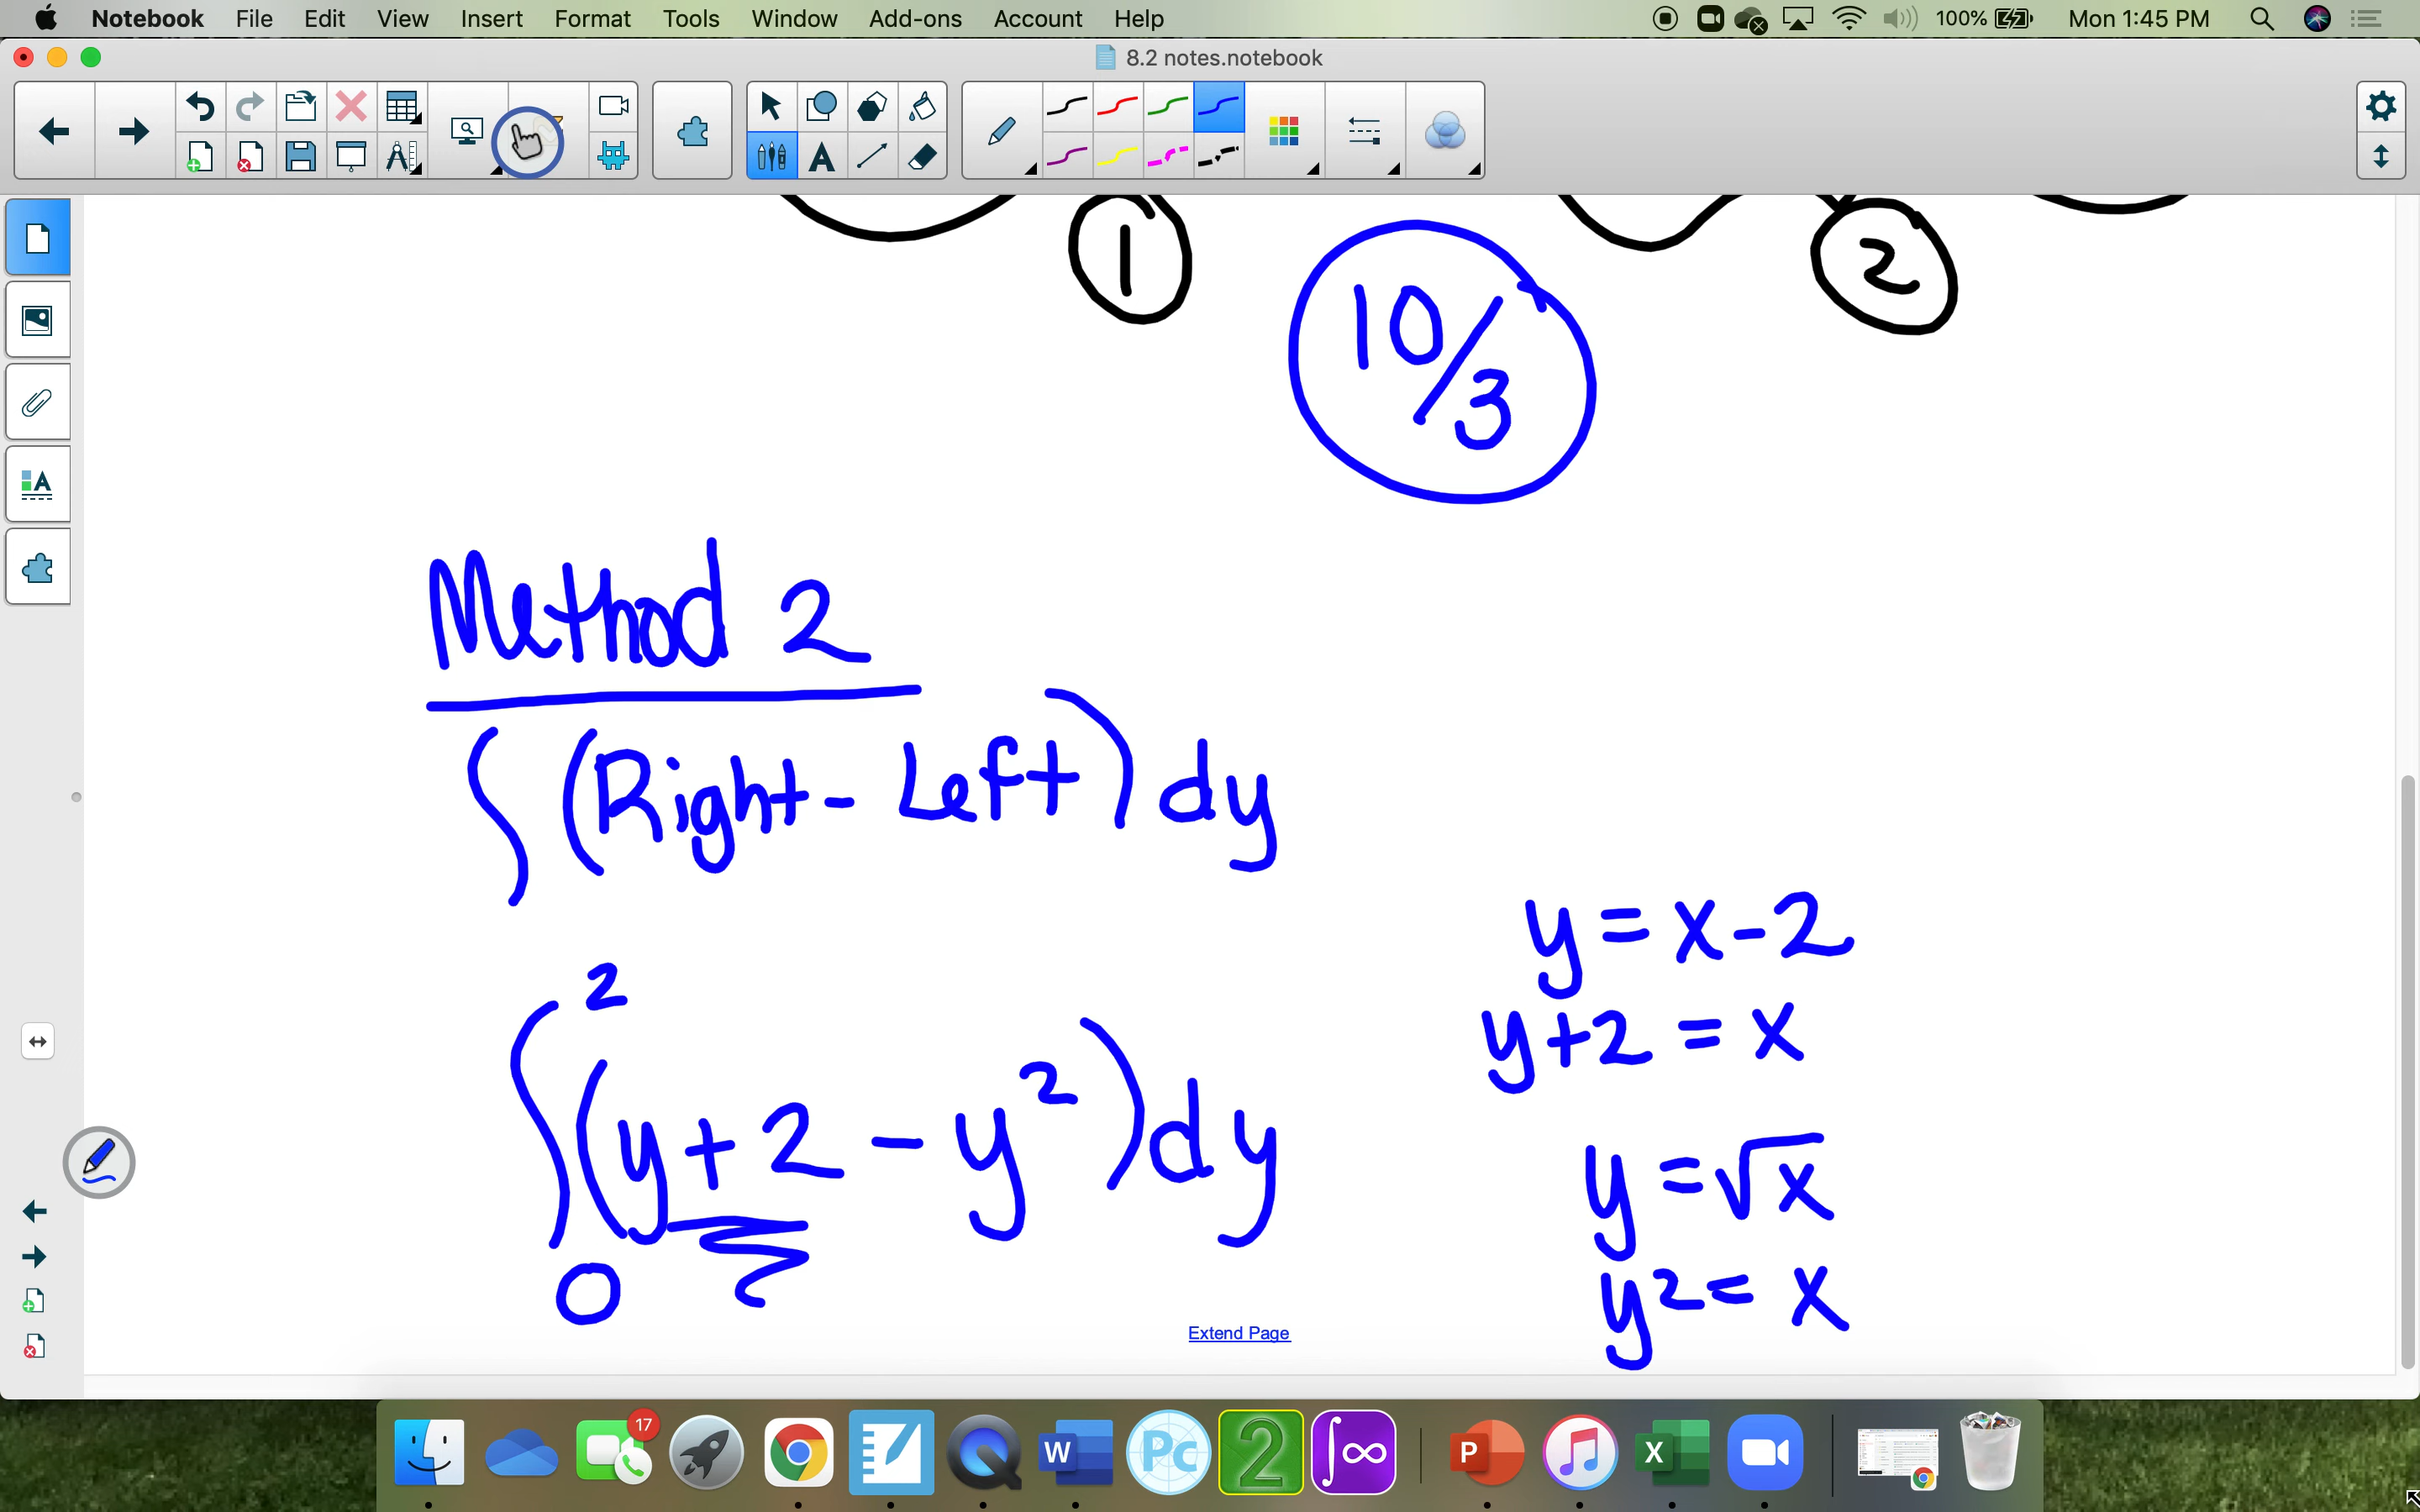 Notebook File Edit View Insert Format Tools Window Add-ons Account Help 100% Mon 1:45 PM
8.2 notes.notebook
A
A
1
2
10/3
Method 2
∫ (Right - Left) dy
y = x - 2
2
y + 2 = x
∫ (y + 2 - y²) dy
y = √x
0
y² = x
Extend Page
17
W
Pc
2
∫∞
P
X